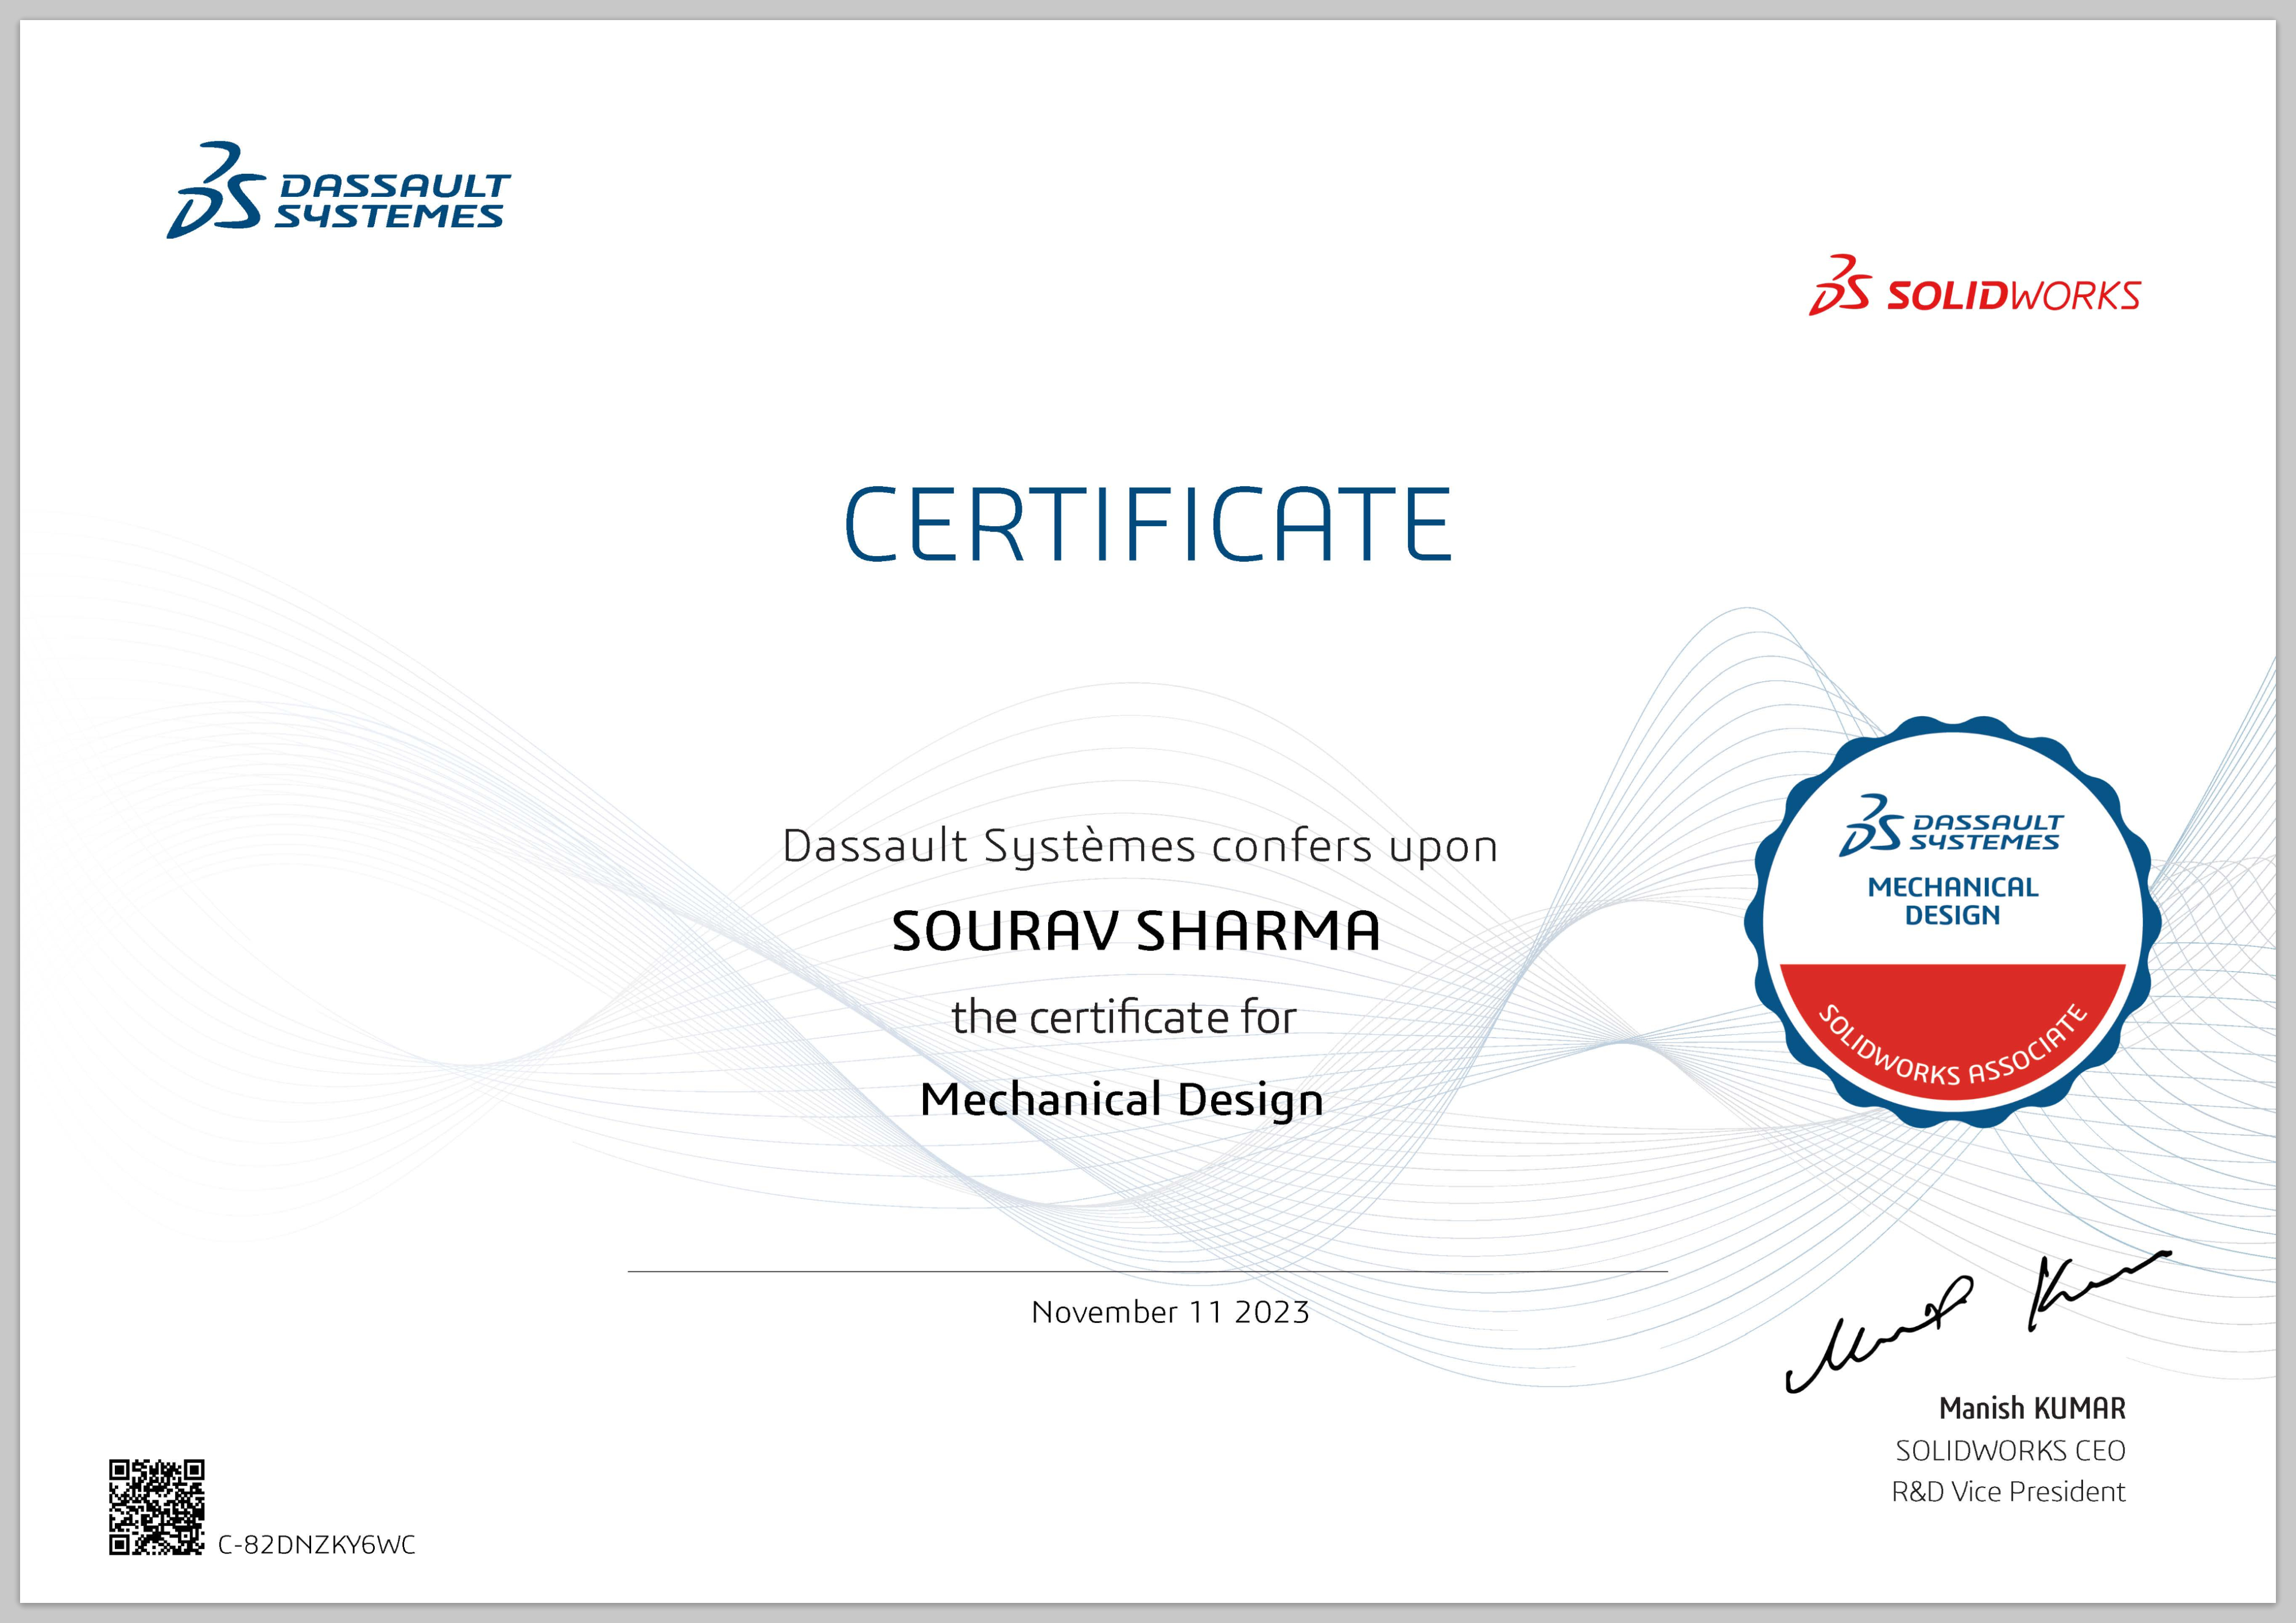 DASSAULT
SYSTEMES
SOLIDWORKS
CERTIFICATE
Dassault Systèmes confers upon
SOURAV SHARMA
the certificate for
Mechanical Design
DASSAULT
SYSTEMES
MECHANICAL
DESIGN
SOLIDWORKS ASSOCIATE
November 11 2023
Manish KUMAR
SOLIDWORKS CEO
R&D Vice President
C-82DNZKY6WC